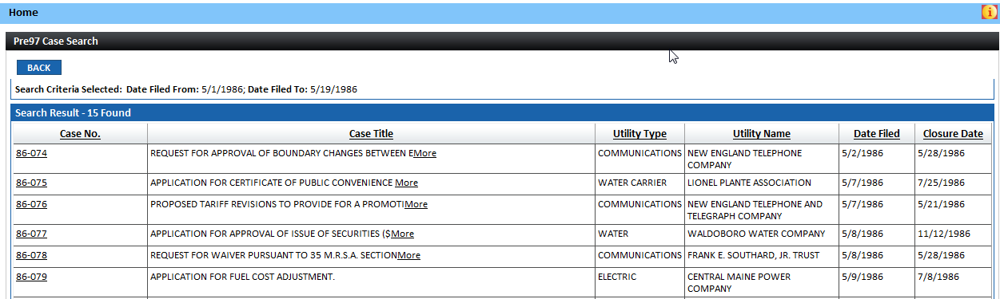 Home
i
Pre97 Case Search
BACK
Search Criteria Selected: Date Filed From: 5/1/1986; Date Filed To: 5/19/1986
Search Result - 15 Found
Case No. Case Title Utility Type Utility Name Date Filed Closure Date
86-074 REQUEST FOR APPROVAL OF BOUNDARY CHANGES BETWEEN EMore COMMUNICATIONS NEW ENGLAND TELEPHONE 5/2/1986 5/28/1986
COMPANY
86-075 APPLICATION FOR CERTIFICATE OF PUBLIC CONVENIENCE More WATER CARRIER LIONEL PLANTE ASSOCIATION 5/7/1986 7/25/1986
86-076 PROPOSED TARIFF REVISIONS TO PROVIDE FOR A PROMOTIMore COMMUNICATIONS NEW ENGLAND TELEPHONE AND 5/7/1986 5/21/1986
TELEGRAPH COMPANY
86-077 APPLICATION FOR APPROVAL OF ISSUE OF SECURITIES ($More WATER WALDOBORO WATER COMPANY 5/8/1986 11/12/1986
86-078 REQUEST FOR WAIVER PURSUANT TO 35 M.R.S.A. SECTIONMore COMMUNICATIONS FRANK E. SOUTHARD, JR. TRUST 5/8/1986 5/28/1986
86-079 APPLICATION FOR FUEL COST ADJUSTMENT. ELECTRIC CENTRAL MAINE POWER 5/9/1986 7/8/1986
COMPANY